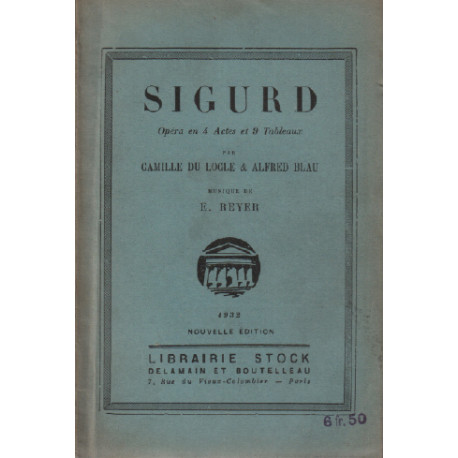 SIGURD
Opera en 4 Actes et 9 Tableaux
PAR
CAMILLE DU LOCLE & ALFRED BLAU
MUSIQUE DE
E. REYER
1932
NOUVELLE ÉDITION
LIBRAIRIE STOCK
DELAMAIN ET BOUTELLEAU
7, Rue du Vieux-Colombier — Paris
6 fr. 50